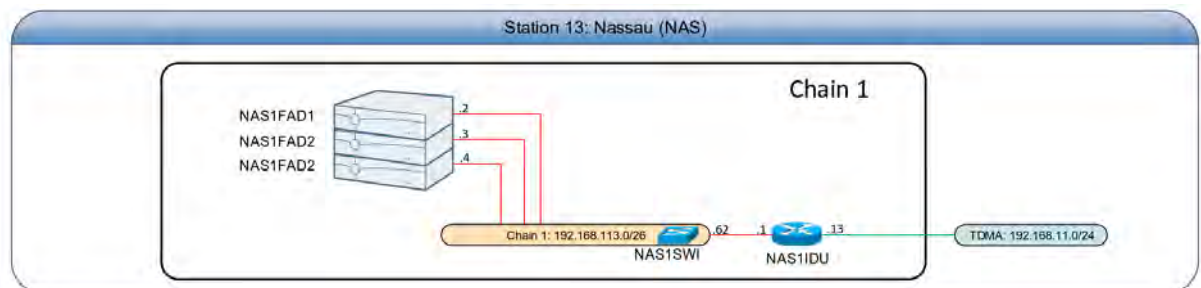 Station 13: Nassau (NAS)
Chain 1
NAS1FAD1
.2
NAS1FAD2
.3
NAS1FAD2
.4
Chain 1: 192.168.113.0/26
.62
.1
.13
TDMA: 192.168.11.0/24
NAS1SWI
NAS1IDU